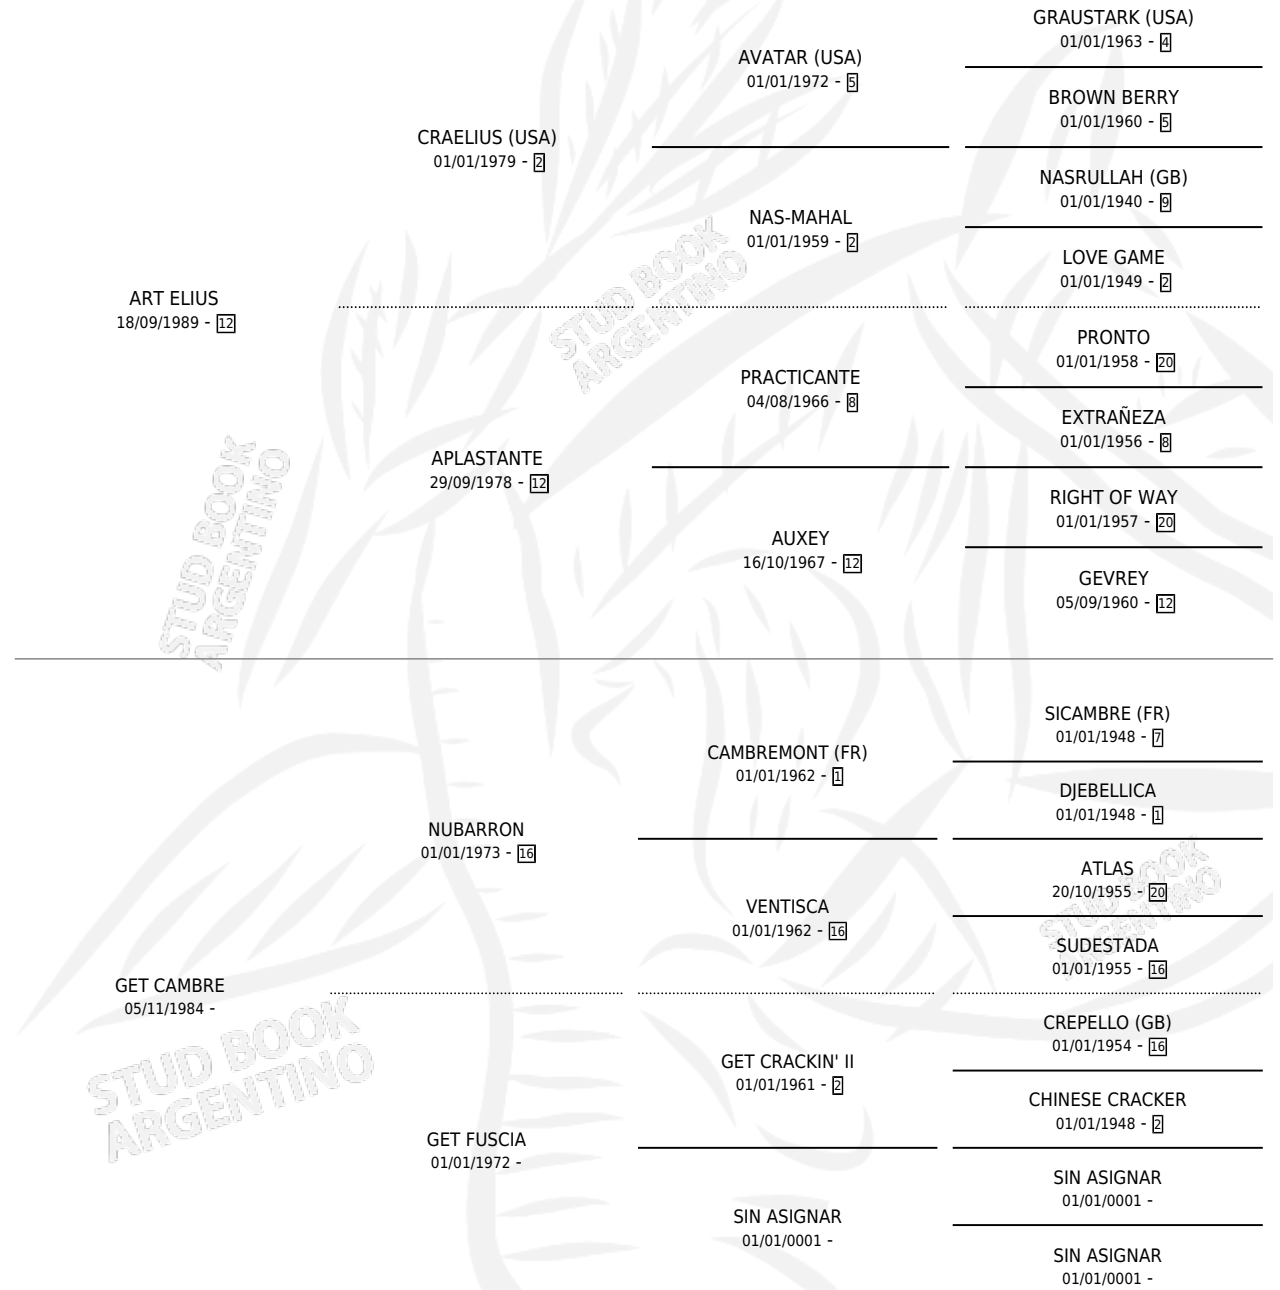 GRAUSTARK (USA)
01/01/1963 - 4
AVATAR (USA)
01/01/1972 - 5
BROWN BERRY
01/01/1960 - 5
CRAELIUS (USA)
01/01/1979 - 2
NASRULLAH (GB)
01/01/1940 - 9
NAS-MAHAL
01/01/1959 - 2
LOVE GAME
01/01/1949 - 2
STUD BOOK
ARGENTINO
ART ELIUS
18/09/1989 - 12
PRONTO
01/01/1958 - 20
PRACTICANTE
04/08/1966 - 8
EXTRAÑEZA
01/01/1956 - 8
APLASTANTE
29/09/1978 - 12
RIGHT OF WAY
01/01/1957 - 20
AUXEY
16/10/1967 - 12
GEVREY
05/09/1960 - 12
STUD BOOK
ARGENTINO
SICAMBRE (FR)
01/01/1948 - 7
CAMBREMONT (FR)
01/01/1962 - 1
DJEBELLICA
01/01/1948 - 1
NUBARRON
01/01/1973 - 16
ATLAS
20/10/1955 - 20
VENTISCA
01/01/1962 - 16
SUDESTADA
01/01/1955 - 16
STUD BOOK
ARGENTINO
GET CAMBRE
05/11/1984 -
CREPELLO (GB)
01/01/1954 - 16
GET CRACKIN' II
01/01/1961 - 2
CHINESE CRACKER
01/01/1948 - 2
STUD BOOK
ARGENTINO
GET FUSCIA
01/01/1972 -
SIN ASIGNAR
01/01/0001 -
SIN ASIGNAR
01/01/0001 -
SIN ASIGNAR
01/01/0001 -